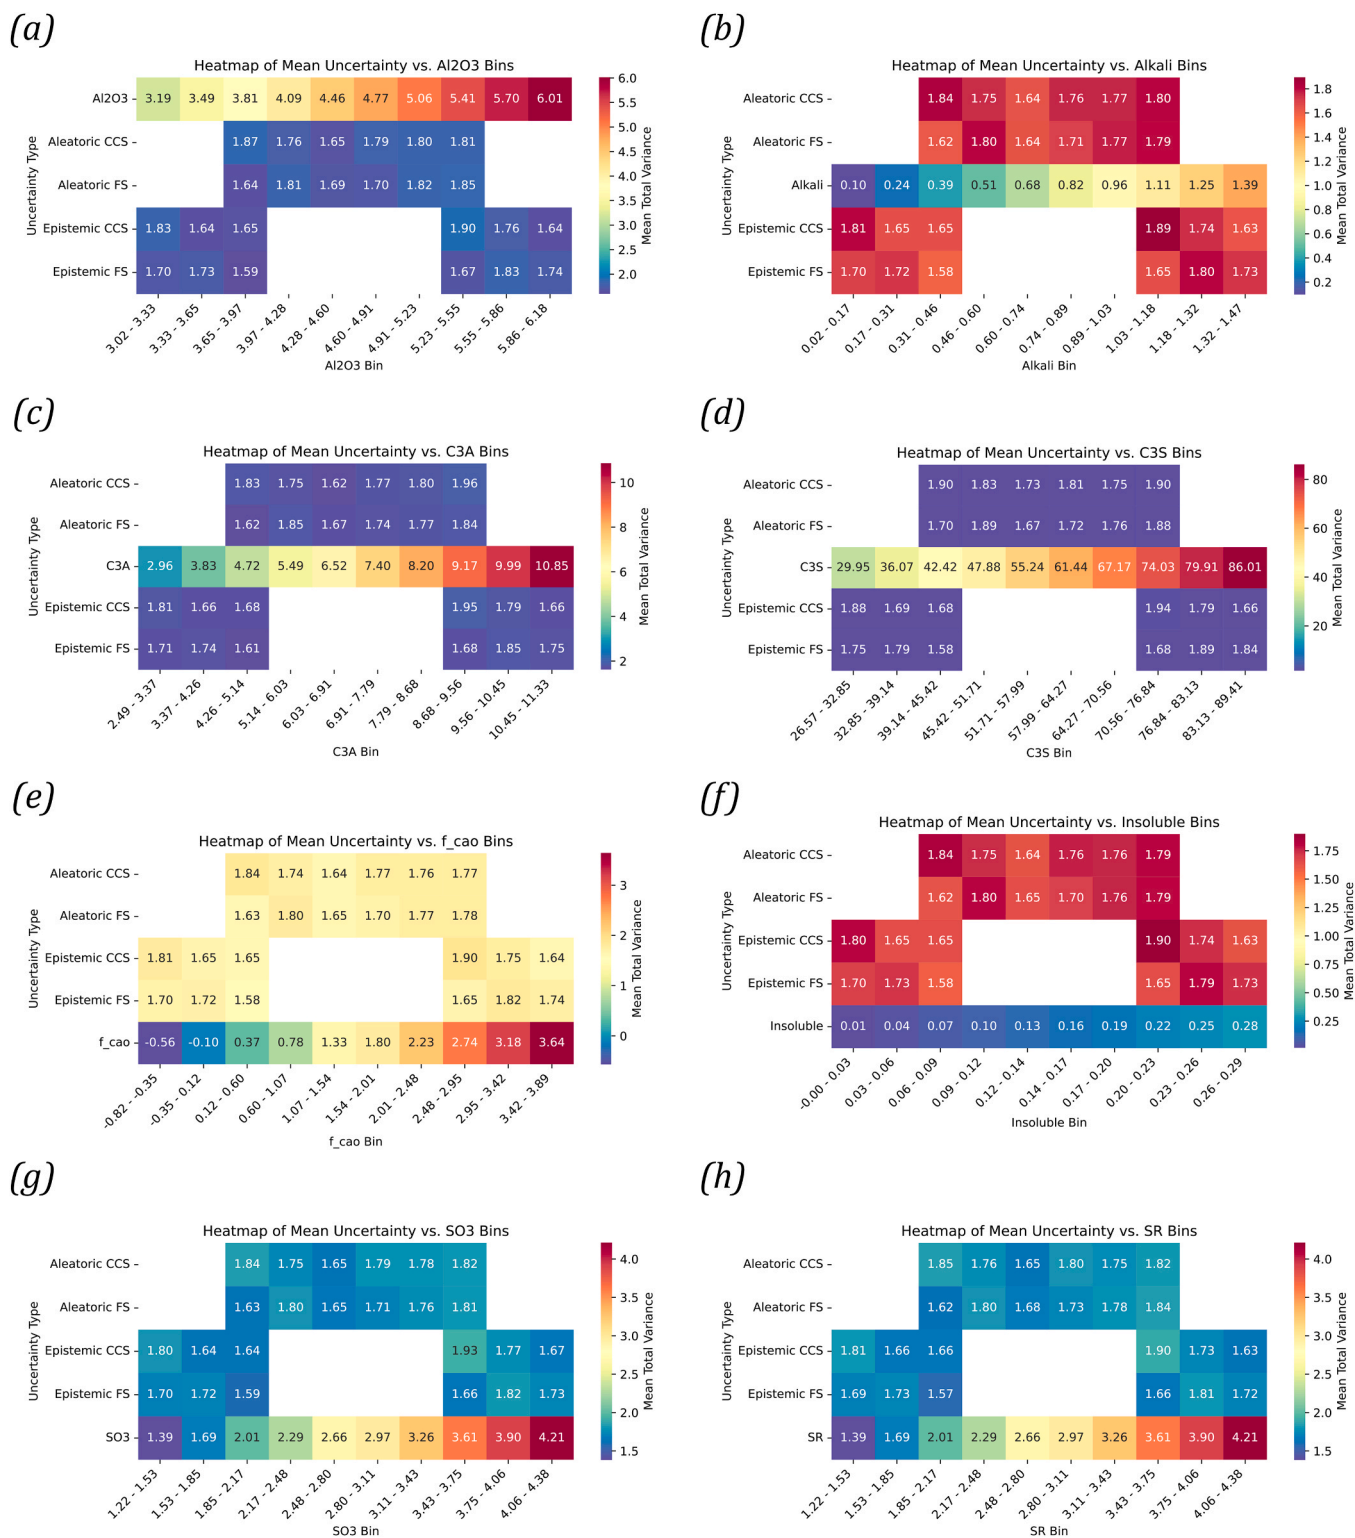 (a)
Heatmap of Mean Uncertainty vs. Al2O3 Bins
Uncertainty Type
Al2O3 3.19 3.49 3.81 4.09 4.46 4.77 5.06 5.41 5.70 6.01
Aleatoric CCS 1.87 1.76 1.65 1.79 1.80 1.81
Aleatoric FS 1.64 1.81 1.69 1.70 1.82 1.85
Epistemic CCS 1.83 1.64 1.65 1.90 1.76 1.64
Epistemic FS 1.70 1.73 1.59 1.67 1.83 1.74
3.02 - 3.33 3.33 - 3.65 3.65 - 3.97 3.97 - 4.28 4.28 - 4.60 4.60 - 4.91 4.91 - 5.23 5.23 - 5.55 5.55 - 5.86 5.86 - 6.18
Al2O3 Bin
6.0
5.5
5.0
4.5
4.0
3.5
3.0
2.5
2.0
Mean Total Variance
(b)
Heatmap of Mean Uncertainty vs. Alkali Bins
Uncertainty Type
Aleatoric CCS 1.84 1.75 1.64 1.76 1.77 1.80
Aleatoric FS 1.62 1.80 1.64 1.71 1.77 1.79
Alkali 0.10 0.24 0.39 0.51 0.68 0.82 0.96 1.11 1.25 1.39
Epistemic CCS 1.81 1.65 1.65 1.89 1.74 1.63
Epistemic FS 1.70 1.72 1.58 1.65 1.80 1.73
0.02 - 0.17 0.17 - 0.31 0.31 - 0.46 0.46 - 0.60 0.60 - 0.74 0.74 - 0.89 0.89 - 1.03 1.03 - 1.18 1.18 - 1.32 1.32 - 1.47
Alkali Bin
1.8
1.6
1.4
1.2
1.0
0.8
0.6
0.4
0.2
Mean Total Variance
(c)
Heatmap of Mean Uncertainty vs. C3A Bins
Uncertainty Type
Aleatoric CCS 1.83 1.75 1.62 1.77 1.80 1.96
Aleatoric FS 1.62 1.85 1.67 1.74 1.77 1.84
C3A 2.96 3.83 4.72 5.49 6.52 7.40 8.20 9.17 9.99 10.85
Epistemic CCS 1.81 1.66 1.68 1.95 1.79 1.66
Epistemic FS 1.71 1.74 1.61 1.68 1.85 1.75
2.49 - 3.37 3.37 - 4.26 4.26 - 5.14 5.14 - 6.03 6.03 - 6.91 6.91 - 7.79 7.79 - 8.68 8.68 - 9.56 9.56 - 10.45 10.45 - 11.33
C3A Bin
10
8
6
4
2
Mean Total Variance
(d)
Heatmap of Mean Uncertainty vs. C3S Bins
Uncertainty Type
Aleatoric CCS 1.90 1.83 1.73 1.81 1.75 1.90
Aleatoric FS 1.70 1.89 1.67 1.72 1.76 1.88
C3S 29.95 36.07 42.42 47.88 55.24 61.44 67.17 74.03 79.91 86.01
Epistemic CCS 1.88 1.69 1.68 1.94 1.79 1.66
Epistemic FS 1.75 1.79 1.58 1.68 1.89 1.84
26.57 - 32.85 32.85 - 39.14 39.14 - 45.42 45.42 - 51.71 51.71 - 57.99 57.99 - 64.27 64.27 - 70.56 70.56 - 76.84 76.84 - 83.13 83.13 - 89.41
C3S Bin
80
60
40
20
Mean Total Variance
(e)
Heatmap of Mean Uncertainty vs. f_cao Bins
Uncertainty Type
Aleatoric CCS 1.84 1.74 1.64 1.77 1.76 1.77
Aleatoric FS 1.63 1.80 1.65 1.70 1.77 1.78
Epistemic CCS 1.81 1.65 1.65 1.90 1.75 1.64
Epistemic FS 1.70 1.72 1.58 1.65 1.82 1.74
f_cao -0.56 -0.10 0.37 0.78 1.33 1.80 2.23 2.74 3.18 3.64
-0.82 - -0.35 -0.35 - 0.12 0.12 - 0.60 0.60 - 1.07 1.07 - 1.54 1.54 - 2.01 2.01 - 2.48 2.48 - 2.95 2.95 - 3.42 3.42 - 3.89
f_cao Bin
3
2
1
0
Mean Total Variance
(f)
Heatmap of Mean Uncertainty vs. Insoluble Bins
Uncertainty Type
Aleatoric CCS 1.84 1.75 1.64 1.76 1.76 1.79
Aleatoric FS 1.62 1.80 1.65 1.70 1.76 1.79
Epistemic CCS 1.80 1.65 1.65 1.90 1.74 1.63
Epistemic FS 1.70 1.73 1.58 1.65 1.79 1.73
Insoluble 0.01 0.04 0.07 0.10 0.13 0.16 0.19 0.22 0.25 0.28
-0.00 - 0.03 0.03 - 0.06 0.06 - 0.09 0.09 - 0.12 0.12 - 0.14 0.14 - 0.17 0.17 - 0.20 0.20 - 0.23 0.23 - 0.26 0.26 - 0.29
Insoluble Bin
1.75
1.50
1.25
1.00
0.75
0.50
0.25
Mean Total Variance
(g)
Heatmap of Mean Uncertainty vs. SO3 Bins
Uncertainty Type
Aleatoric CCS 1.84 1.75 1.65 1.79 1.78 1.82
Aleatoric FS 1.63 1.80 1.65 1.71 1.76 1.81
Epistemic CCS 1.80 1.64 1.64 1.93 1.77 1.67
Epistemic FS 1.70 1.72 1.59 1.66 1.82 1.73
SO3 1.39 1.69 2.01 2.29 2.66 2.97 3.26 3.61 3.90 4.21
1.22 - 1.53 1.53 - 1.85 1.85 - 2.17 2.17 - 2.48 2.48 - 2.80 2.80 - 3.11 3.11 - 3.43 3.43 - 3.75 3.75 - 4.06 4.06 - 4.38
SO3 Bin
4.0
3.5
3.0
2.5
2.0
1.5
Mean Total Variance
(h)
Heatmap of Mean Uncertainty vs. SR Bins
Uncertainty Type
Aleatoric CCS 1.85 1.76 1.65 1.80 1.75 1.82
Aleatoric FS 1.62 1.80 1.68 1.73 1.78 1.84
Epistemic CCS 1.81 1.66 1.66 1.90 1.73 1.63
Epistemic FS 1.69 1.73 1.57 1.66 1.81 1.72
SR 1.39 1.69 2.01 2.29 2.66 2.97 3.26 3.61 3.90 4.21
1.22 - 1.53 1.53 - 1.85 1.85 - 2.17 2.17 - 2.48 2.48 - 2.80 2.80 - 3.11 3.11 - 3.43 3.43 - 3.75 3.75 - 4.06 4.06 - 4.38
SR Bin
4.0
3.5
3.0
2.5
2.0
1.5
Mean Total Variance